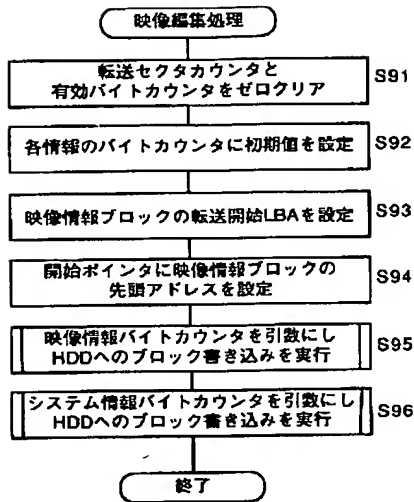 映像編集処理
転送セクタカウンタと
有効バイトカウンタをゼロクリア
S91
各情報のバイトカウンタに初期値を設定
S92
映像情報ブロックの転送開始LBAを設定
S93
開始ポインタに映像情報ブロックの
先頭アドレスを設定
S94
映像情報バイトカウンタを引数にし
HDDへのブロック書き込みを実行
S95
システム情報バイトカウンタを引数にし
HDDへのブロック書き込みを実行
S96
終了